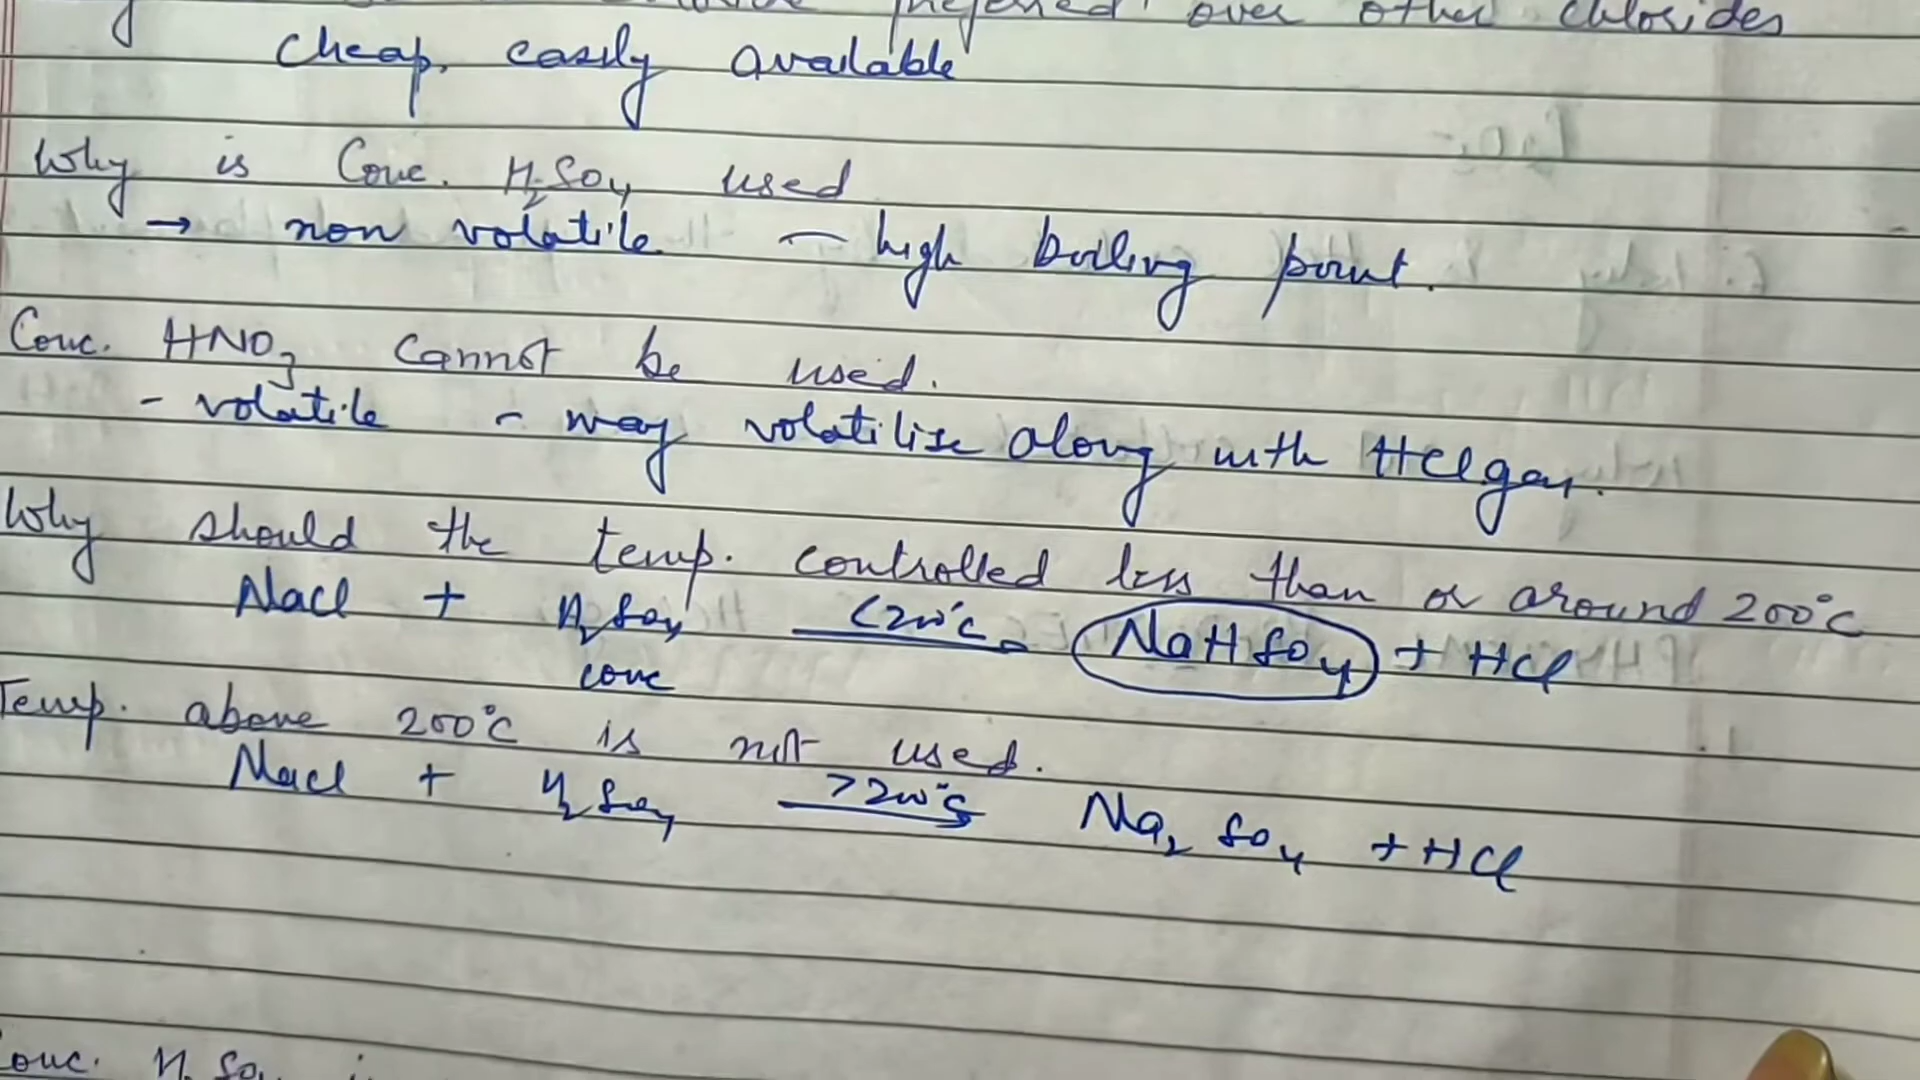 preferred over other chlorides
cheap, easily available
Why is Conc. H₂SO₄ used
→ non volatile – high boiling point.
Conc. HNO₃ cannot be used.
- volatile - may volatilise along with HCl gas.
Why should the temp. controlled less than or around 200°C
NaCl + H₂SO₄ <200°C → NaHSO₄ + HCl
conc
Temp. above 200°C is not used.
NaCl + H₂SO₄ >200°C → Na₂SO₄ + HCl
Conc. H₂SO₄ i